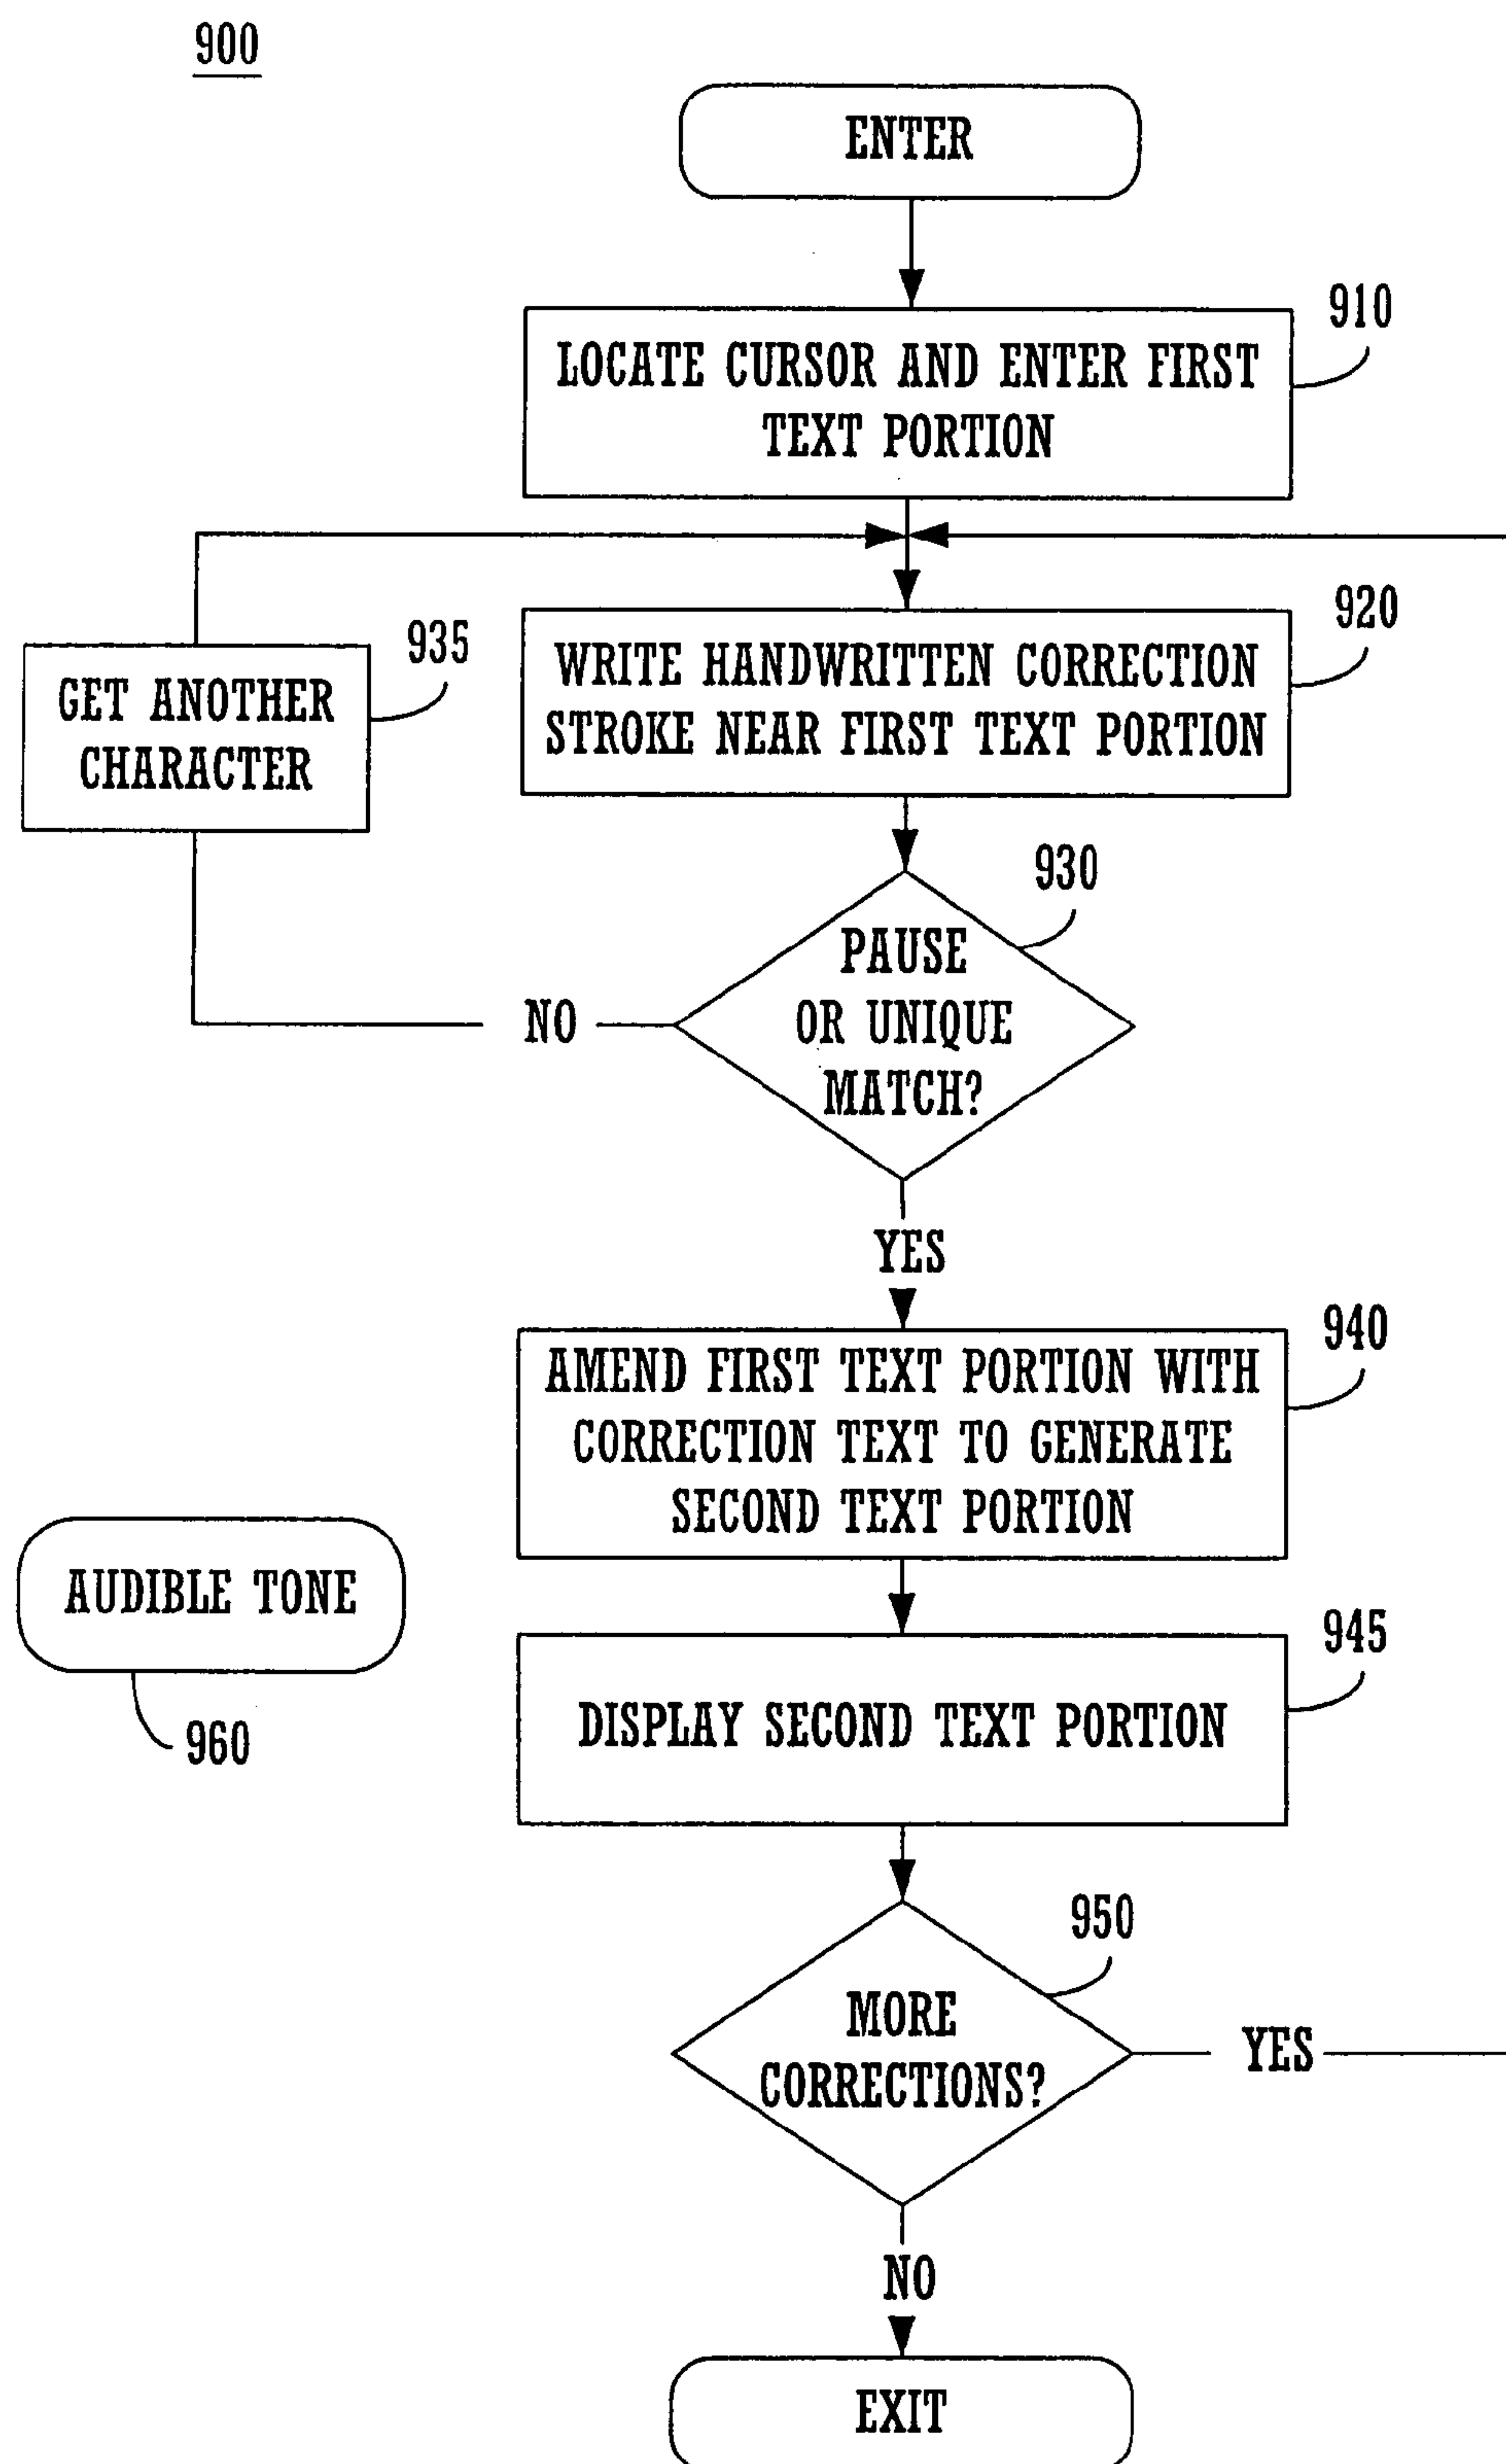 900
ENTER
910
LOCATE CURSOR AND ENTER FIRST
TEXT PORTION
920
935
WRITE HANDWRITTEN CORRECTION
STROKE NEAR FIRST TEXT PORTION
GET ANOTHER
CHARACTER
930
PAUSE
OR UNIQUE
MATCH?
NO
YES
940
AMEND FIRST TEXT PORTION WITH
CORRECTION TEXT TO GENERATE
SECOND TEXT PORTION
AUDIBLE TONE
960
945
DISPLAY SECOND TEXT PORTION
950
MORE
CORRECTIONS?
YES
NO
EXIT